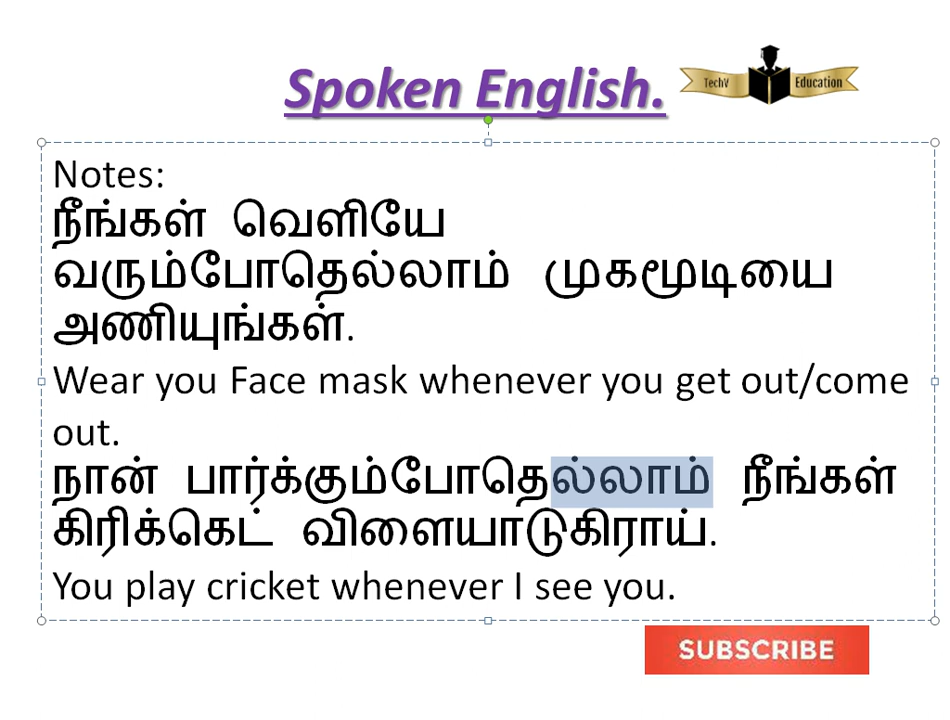 Spoken English.
TechV Education
Notes:
நீங்கள் வெளியே
வரும்போதெல்லாம் முகமூடியை
அணியுங்கள்.
Wear you Face mask whenever you get out/come
out.
நான் பார்க்கும்போதெல்லாம் நீங்கள்
கிரிக்கெட் விளையாடுகிராய்.
You play cricket whenever I see you.
SUBSCRIBE